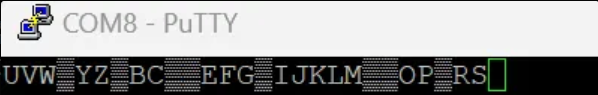 COM8 - PuTTY
UVW▒YZ▒BC▒▒EFG▒IJKLM▒▒OP▒RS